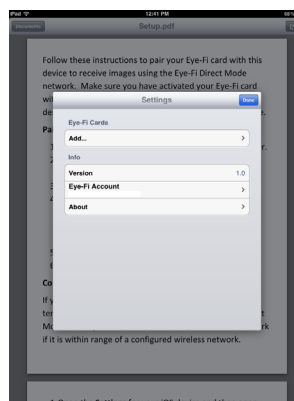 iPad
12:41 PM
Documents
Setup.pdf
Follow these instructions to pair your Eye-Fi card with this
device to receive images using the Eye-Fi Direct Mode
network. Make sure you have activated your Eye-Fi card
Settings
Done
Eye-Fi Cards
Add...
Info
Version 1.0
Eye-Fi Account
About
if it is within range of a configured wireless network.